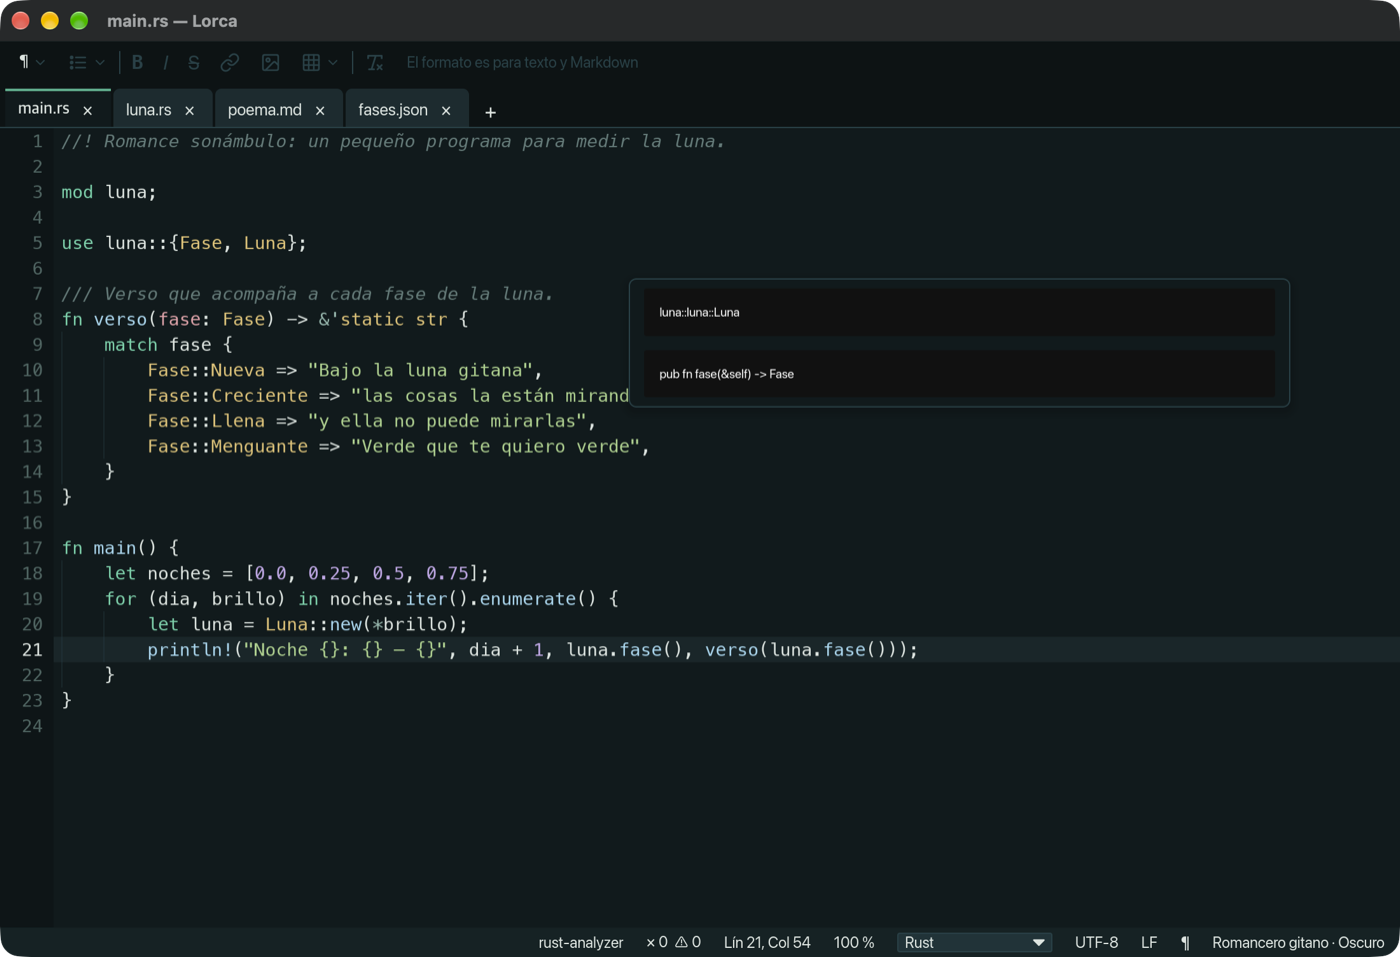 main.rs — Lorca
¶ B I S El formato es para texto y Markdown
main.rs × luna.rs × poema.md × fases.json × +
1 //! Romance sonámbulo: un pequeño programa para medir la luna.
2
3 mod luna;
4
5 use luna::{Fase, Luna};
6
7 /// Verso que acompaña a cada fase de la luna.
8 fn verso(fase: Fase) -> &'static str {
9 match fase {
10 Fase::Nueva => "Bajo la luna gitana",
11 Fase::Creciente => "las cosas la están mirand
12 Fase::Llena => "y ella no puede mirarlas",
13 Fase::Menguante => "Verde que te quiero verde",
14 }
15 }
16
17 fn main() {
18 let noches = [0.0, 0.25, 0.5, 0.75];
19 for (dia, brillo) in noches.iter().enumerate() {
20 let luna = Luna::new(*brillo);
21 println!("Noche {}: {} — {}", dia + 1, luna.fase(), verso(luna.fase()));
22 }
23 }
24
luna::luna::Luna
pub fn fase(&self) -> Fase
rust-analyzer × 0 ⚠ 0 Lín 21, Col 54 100 % Rust UTF-8 LF ¶ Romancero gitano · Oscuro